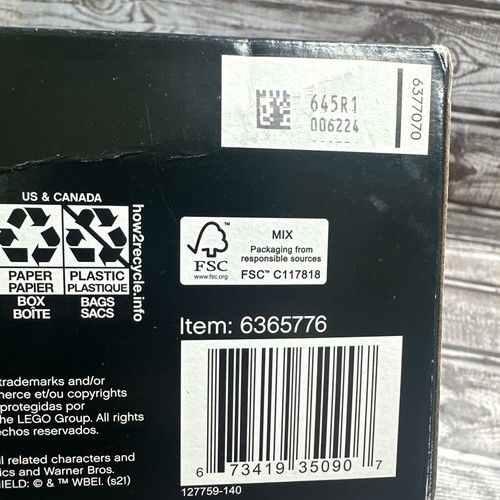 645R1
006224
6377070
US & CANADA
how2recycle.info
PAPER
PAPIER
BOX
BOÎTE
PLASTIC
PLASTIQUE
BAGS
SACS
FSC™
www.fsc.org
MIX
Packaging from
responsible sources
FSC™ C117818
Item: 6365776
trademarks and/or
merce et/ou copyrights
protegidas por
he LEGO Group. All rights
echos reservados.
l related characters and
ics and Warner Bros.
HIELD: © & ™ WBEI. (s21)
6 73419 35090 7
127759-140